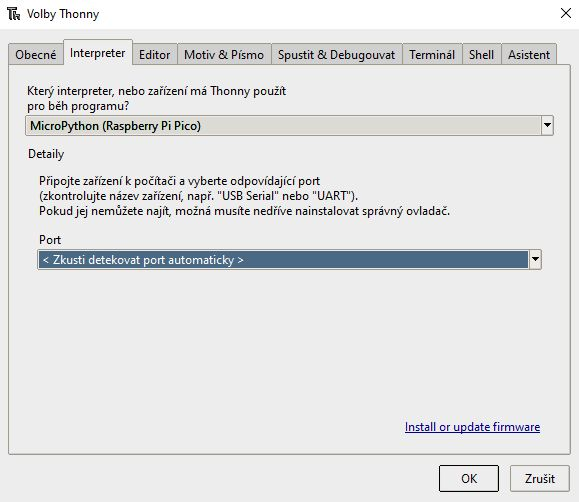 Volby Thonny
Obecné Interpreter Editor Motiv & Písmo Spustit & Debugouvat Terminál Shell Asistent
Který interpreter, nebo zařízení má Thonny použít
pro běh programu?
MicroPython (Raspberry Pi Pico)
Detaily
Připojte zařízení k počítači a vyberte odpovídající port
(zkontrolujte název zařízení, např. "USB Serial" nebo "UART").
Pokud jej nemůžete najít, možná musíte nedříve nainstalovat správný ovladač.
Port
< Zkusti detekovat port automaticky >
Install or update firmware
OK Zrušit